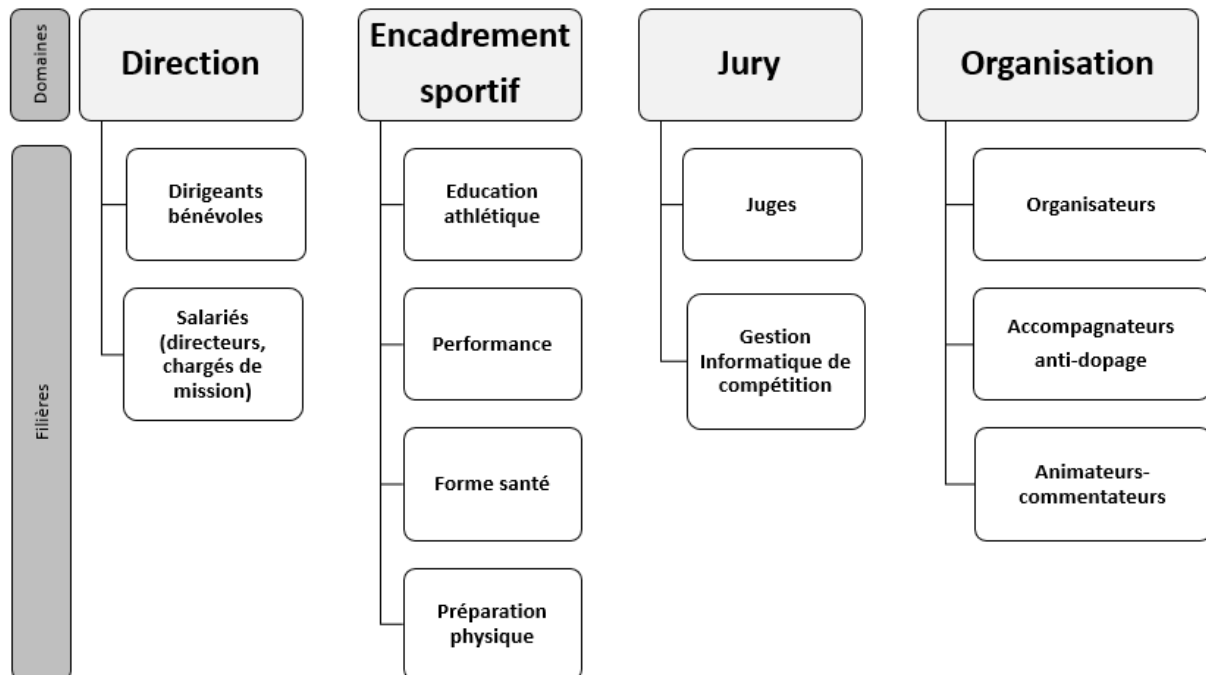 Domaines
Direction
Encadrement
sportif
Jury
Organisation
Filières
Dirigeants
bénévoles
Salariés
(directeurs,
chargés de
mission)
Education
athlétique
Performance
Forme santé
Préparation
physique
Juges
Gestion
Informatique de
compétition
Organisateurs
Accompagnateurs
anti-dopage
Animateurs-
commentateurs